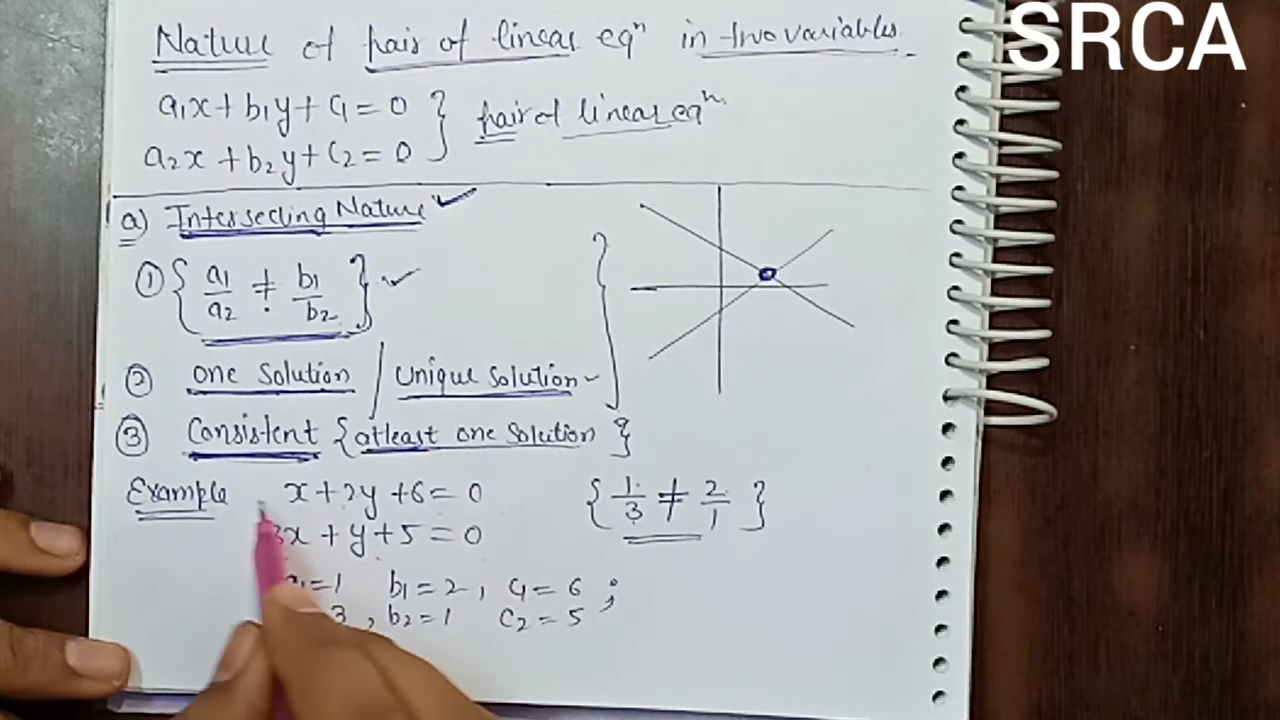 SRCA
Nature of pair of linear eqⁿ in two variables.
a₁x + b₁y + c₁ = 0 } pair of linear eqⁿ
a₂x + b₂y + c₂ = 0
a) Intersecting Nature ✓
① { a₁/a₂ ≠ b₁/b₂ } ✓
② one solution / unique solution
③ Consistent { atleast one solution }
Example x + 2y + 6 = 0 { 1/3 ≠ 2/1 }
3x + y + 5 = 0
=1 b₁ = 2, c₁ = 6 ;
3, b₂ = 1 c₂ = 5